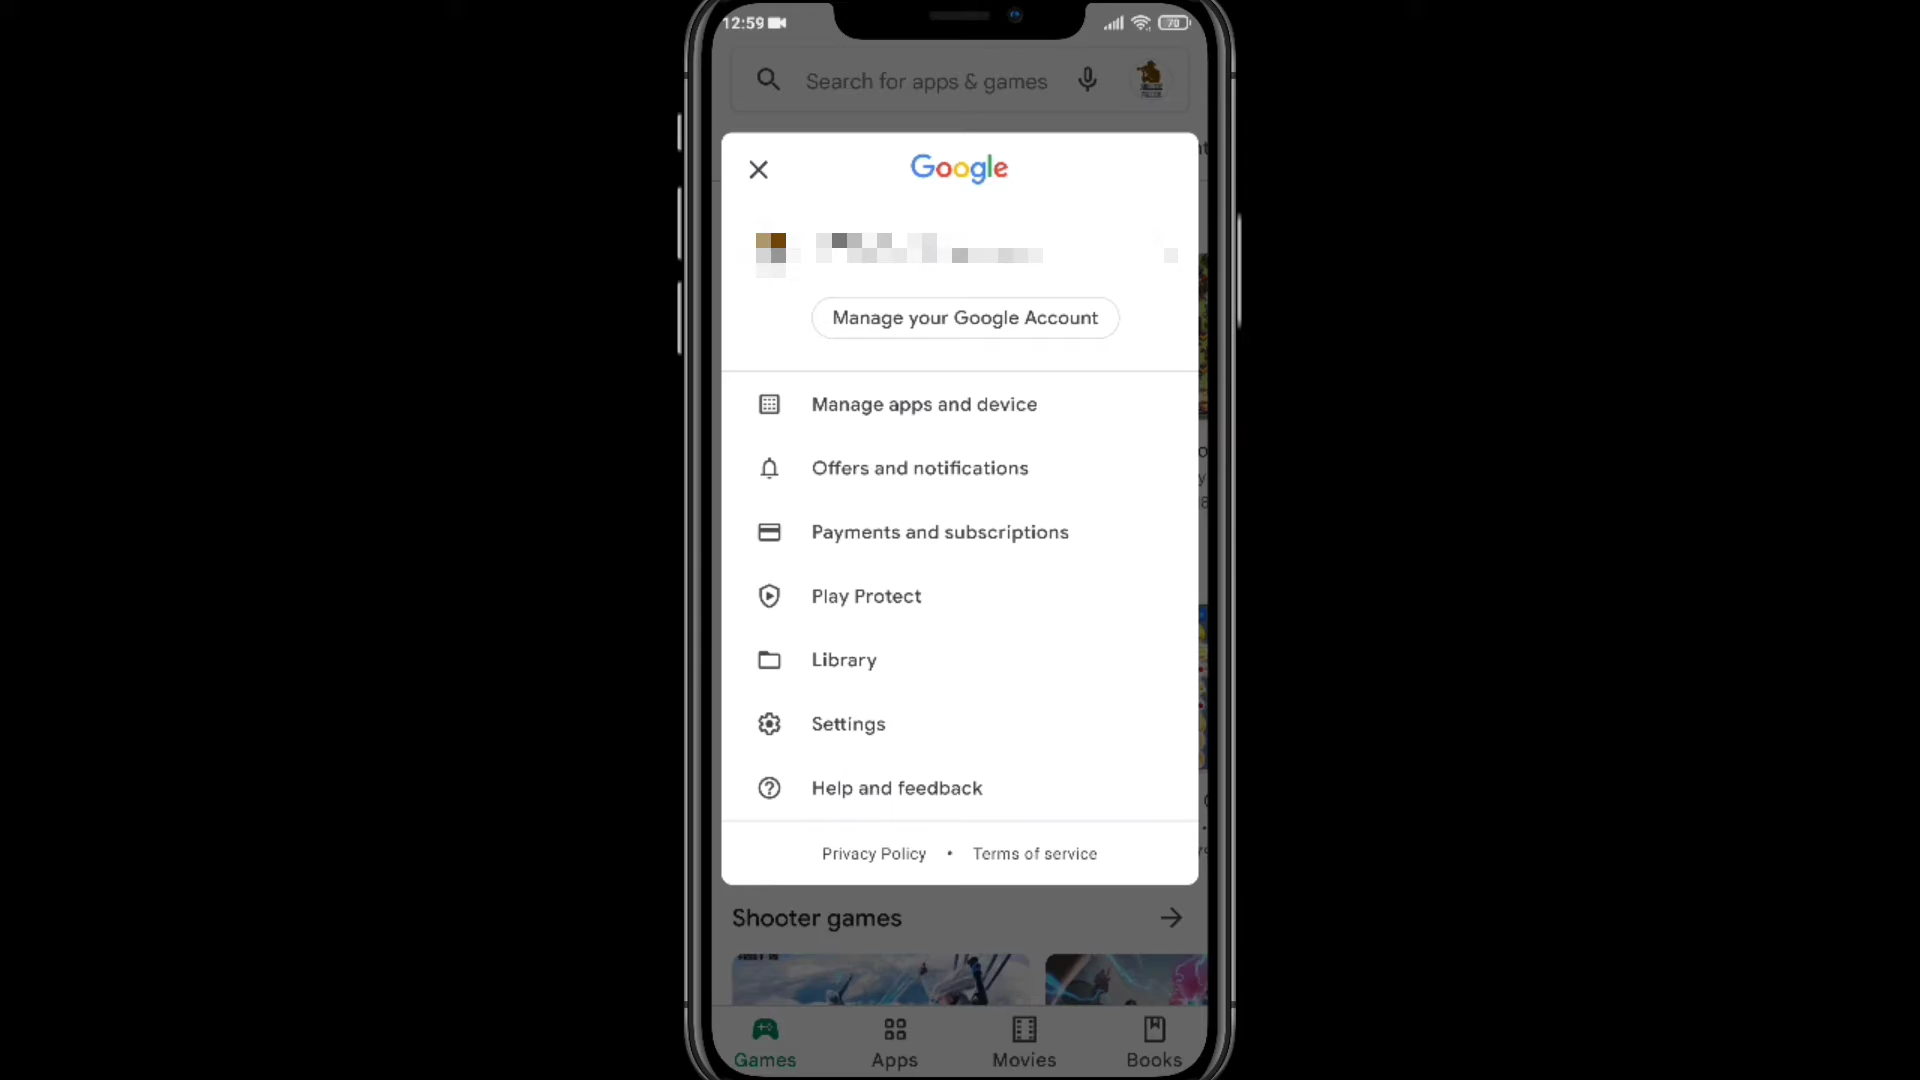 12:59
70
Search for apps & games
Google
Manage your Google Account
Manage apps and device
Offers and notifications
Payments and subscriptions
Play Protect
Library
Settings
Help and feedback
Privacy Policy • Terms of service
Shooter games
Games Apps Movies Books